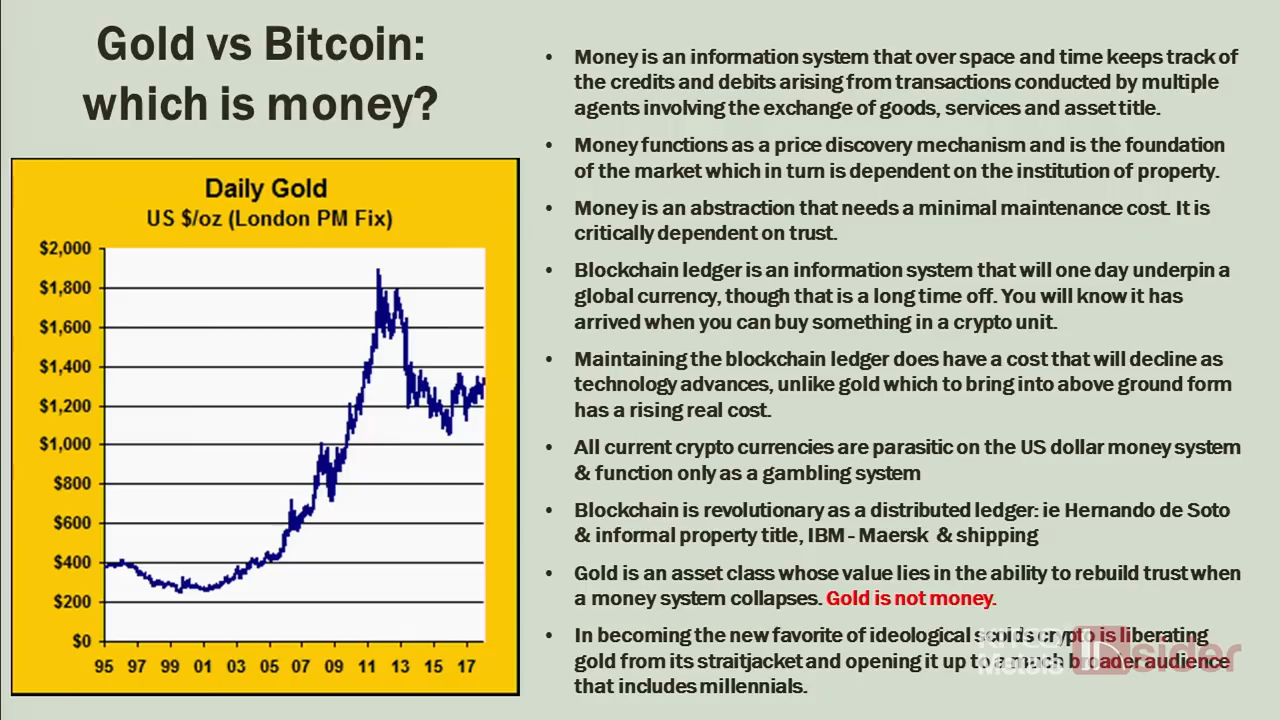 Gold vs Bitcoin:
which is money?
Daily Gold
US $/oz (London PM Fix)
$2,000
$1,800
$1,600
$1,400
$1,200
$1,000
$800
$600
$400
$200
$0
95 97 99 01 03 05 07 09 11 13 15 17
• Money is an information system that over space and time keeps track of
the credits and debits arising from transactions conducted by multiple
agents involving the exchange of goods, services and asset title.
• Money functions as a price discovery mechanism and is the foundation
of the market which in turn is dependent on the institution of property.
• Money is an abstraction that needs a minimal maintenance cost. It is
critically dependent on trust.
• Blockchain ledger is an information system that will one day underpin a
global currency, though that is a long time off. You will know it has
arrived when you can buy something in a crypto unit.
• Maintaining the blockchain ledger does have a cost that will decline as
technology advances, unlike gold which to bring into above ground form
has a rising real cost.
• All current crypto currencies are parasitic on the US dollar money system
& function only as a gambling system
• Blockchain is revolutionary as a distributed ledger: ie Hernando de Soto
& informal property title, IBM - Maersk & shipping
• Gold is an asset class whose value lies in the ability to rebuild trust when
a money system collapses. Gold is not money.
• In becoming the new favorite of ideological crypto is liberating
gold from its straitjacket and opening it up to a much broader audience
that includes millennials.
Metals